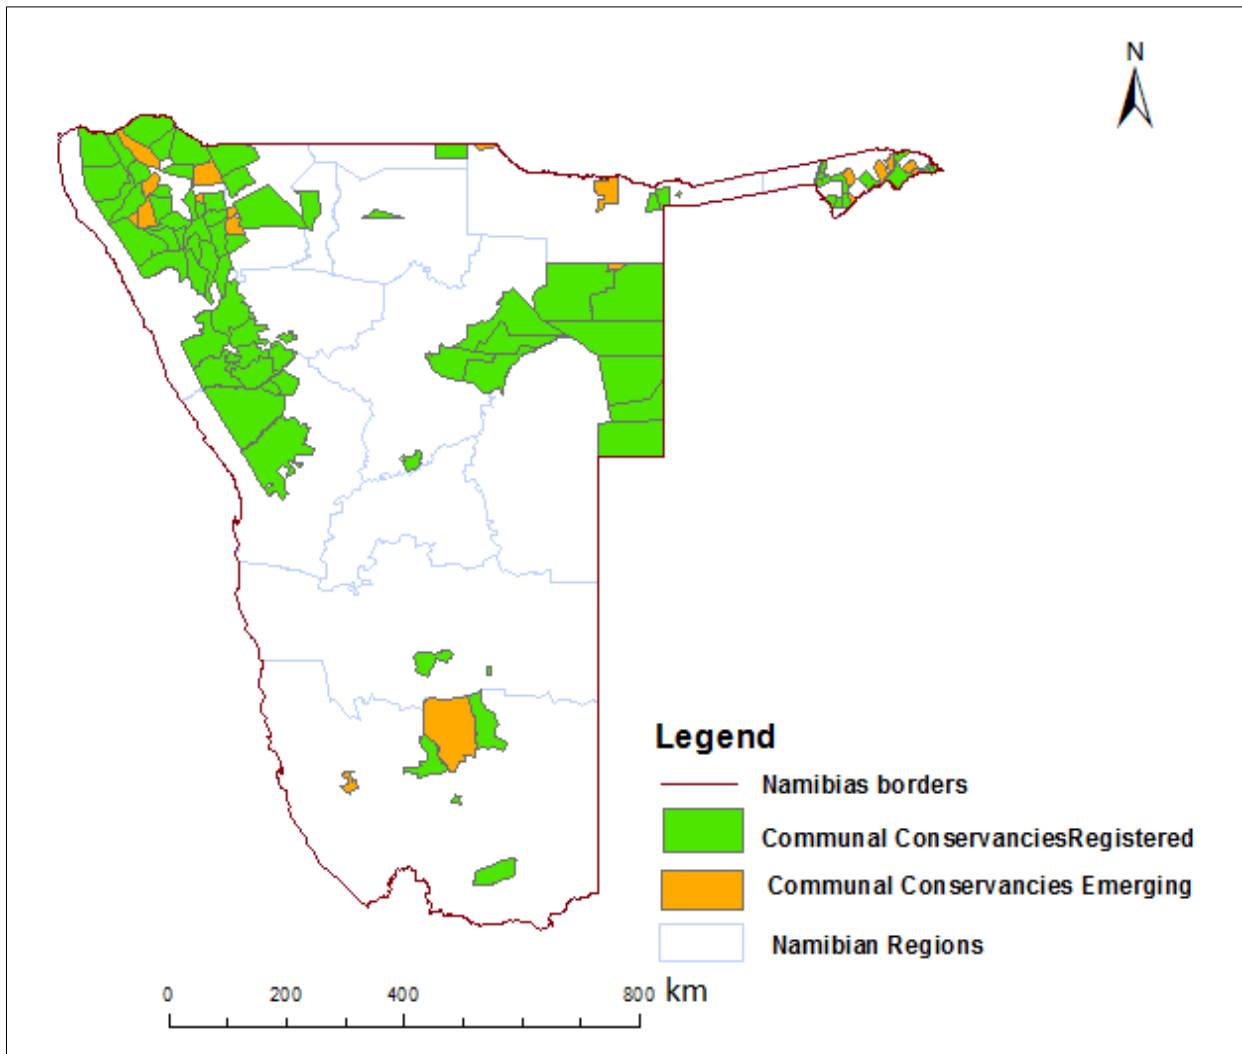 N
Legend
Namibias borders
Communal ConservanciesRegistered
Communal Conservancies Emerging
Namibian Regions
0 200 400 800 km